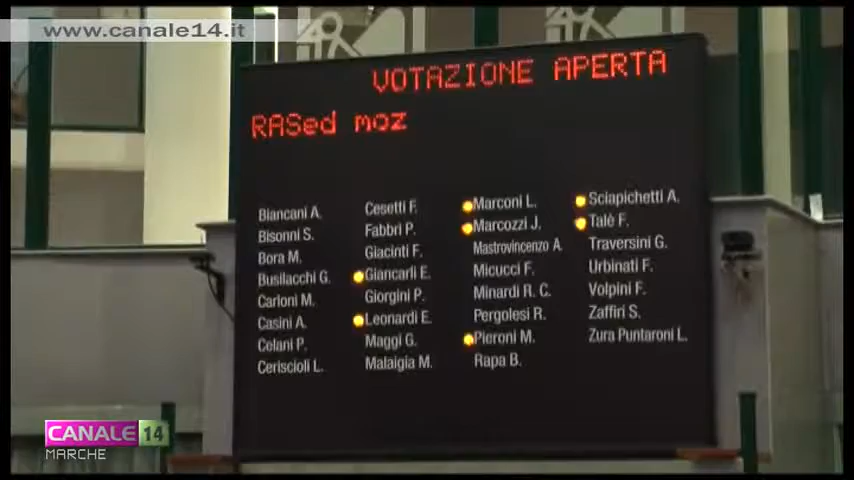 www.canale14.it
VOTAZIONE APERTA
RASed moz
Biancani A.
Bisonni S.
Bora M.
Busilacchi G.
Carloni M.
Casini A.
Celani P.
Ceriscioli L.
Cesetti F.
Fabbri P.
Giacinti F.
Giancarli E.
Giorgini P.
Leonardi E.
Maggi G.
Malaigia M.
Marconi L.
Marcozzi J.
Mastrovincenzo A.
Micucci F.
Minardi R. C.
Pergolesi R.
Pieroni M.
Rapa B.
Sciapichetti A.
Talè F.
Traversini G.
Urbinati F.
Volpini F.
Zaffiri S.
Zura Puntaroni L.
CANALE 14
MARCHE